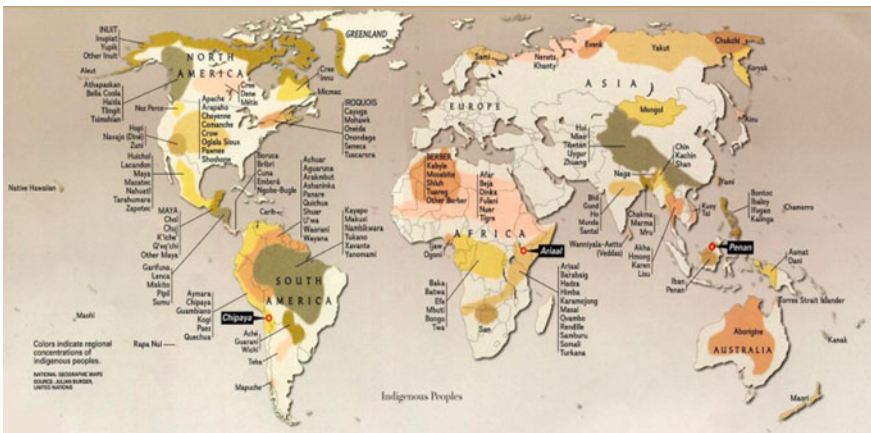 INUIT
Inupiat
Yupik
Other Inuit
Aleut
Athapaskan
Bella Coola
Haida
Tlingit
Tsimshian
NORTH
AMERICA
GREENLAND
Cree
Innu
Micmac
Cree
Dene
Métis
Nez Perce
Apache
Arapaho
Cheyenne
Comanche
Crow
Oglala Sioux
Pawnee
Shoshone
IROQUOIS
Cayuga
Mohawk
Oneida
Onondaga
Seneca
Tuscarora
Hopi
Navajo (Diné)
Zuni
Huichol
Lacandon
Maya
Mazatec
Nahuatl
Tarahumara
Zapotec
Native Hawaiian
MAYA
Chol
Chuj
K'iche'
Q'eq'chi'
Other Maya
Garifuna
Lenca
Miskito
Pipil
Sumu
Boruca
Bribri
Cuna
Emberá
Ngobe-Bugle
Carib
Achuar
Aguaruna
Arakmbut
Ashaninka
Panare
Quichua
Shuar
U'wa
Waorani
Wayana
Kayapo
Makuxi
Nambikwara
Tukano
Xavante
Yanomami
SOUTH
AMERICA
Aymara
Chipaya
Guambiano
Kogi
Paez
Quechua
Chipaya
Aché
Guarani
Wichí
Toba
Mapuche
Maohi
Rapa Nui
Colors indicate regional
concentrations of
indigenous peoples.
NATIONAL GEOGRAPHIC MAPS
SOURCE: JULIAN BURGER,
UNITED NATIONS
EUROPE
Sami
Nenets
Khanty
Evenk
Yakut
Chukchi
Koryak
ASIA
Mongol
Ainu
Hui
Miao
Tibetan
Uygur
Zhuang
Chin
Kachin
Shan
Naga
Yami
BERBER
Kabyle
Mozabite
Shluh
Tuareg
Other Berber
Afar
Beja
Dinka
Fulani
Nuer
Tigre
AFRICA
Ijaw
Ogoni
Ariaal
Baka
Batwa
Efe
Mbuti
Bongo
Twa
San
Ariaal
Barabaig
Hadza
Himba
Karamojong
Masai
Ovambo
Rendille
Samburu
Somali
Turkana
Bhil
Gond
Ho
Munda
Santal
Chakma
Marma
Mru
Wanniyala-Aetto
(Veddas)
Akha
Hmong
Karen
Lisu
Kuoy
Tai
Bontoc
Ibaloy
Ifugao
Kalinga
Chamorro
Penan
Iban
Penan
Asmat
Dani
Torres Strait Islander
Kanak
Aborigine
AUSTRALIA
Maori
Indigenous Peoples